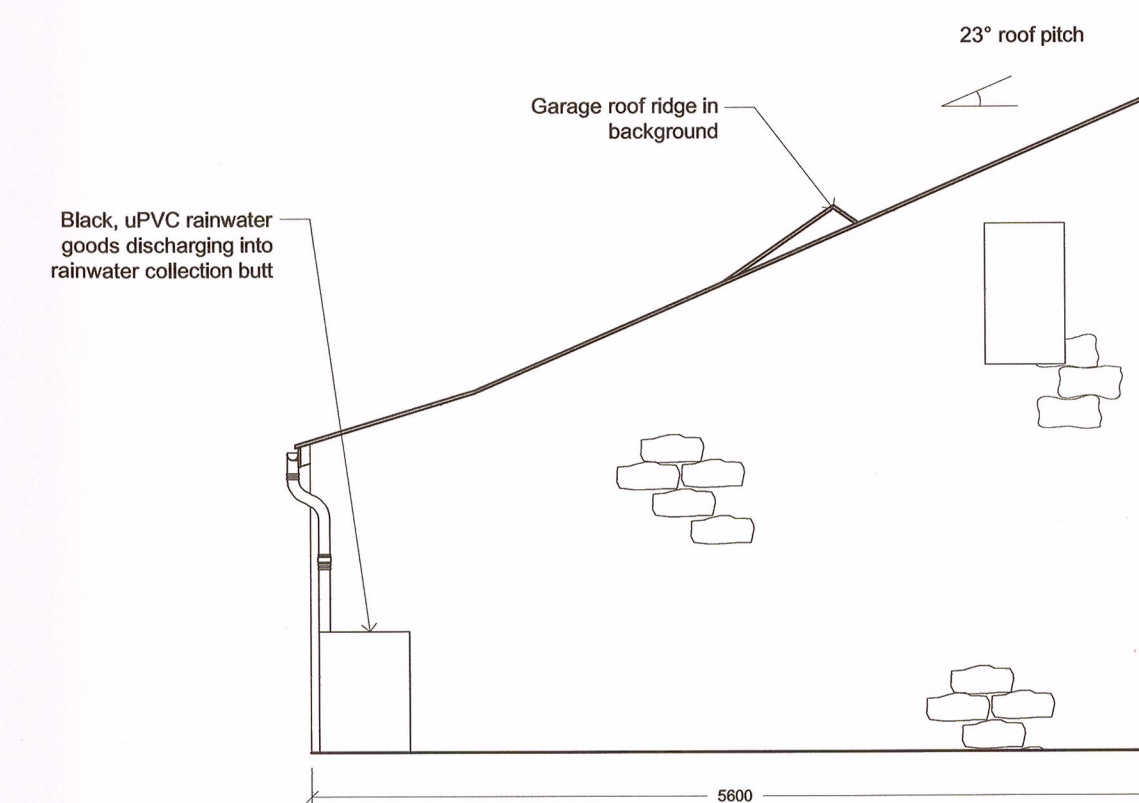 23° roof pitch
Garage roof ridge in
background
Black, uPVC rainwater
goods discharging into
rainwater collection butt
5600